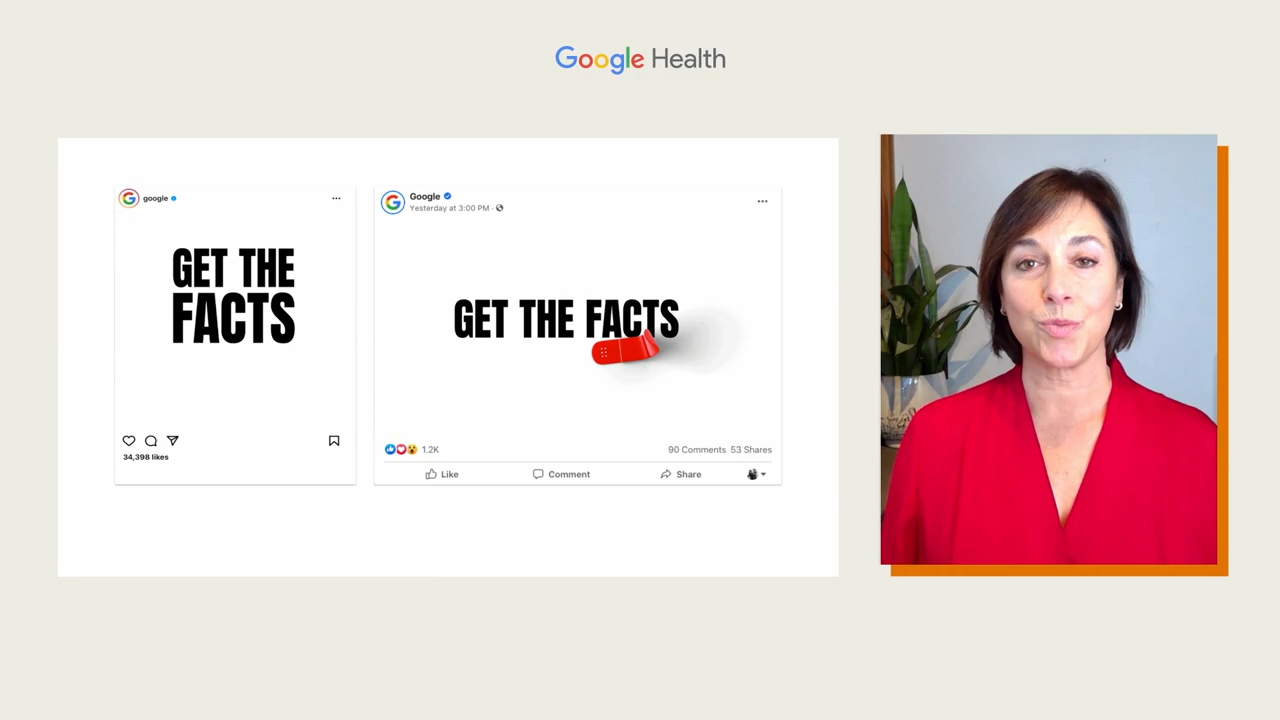 Google Health
google
GET THE
FACTS
34,398 likes
Google
Yesterday at 3:00 PM ·
GET THE FACTS
1.2K
90 Comments 53 Shares
Like
Comment
Share